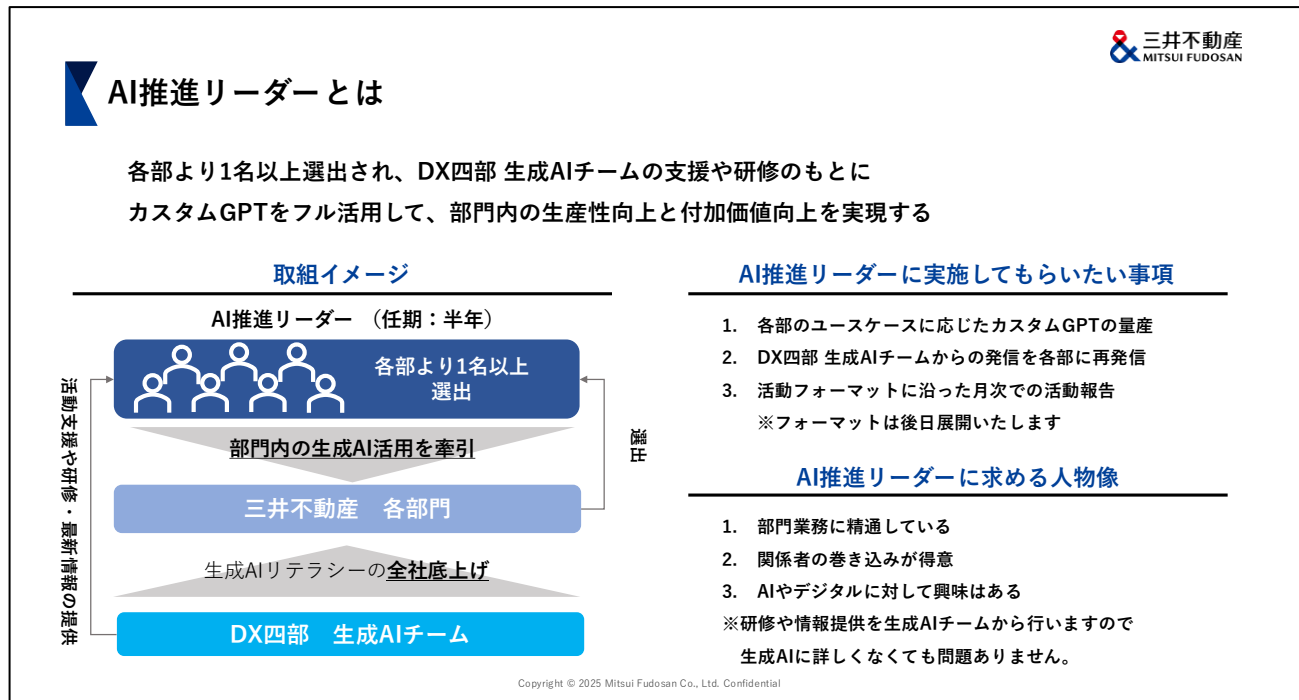 三井不動産
MITSUI FUDOSAN
AI推進リーダーとは
各部より1名以上選出され、DX四部 生成AIチームの支援や研修のもとに
カスタムGPTをフル活用して、部門内の生産性向上と付加価値向上を実現する
取組イメージ
AI推進リーダー （任期：半年）
各部より1名以上
選出
部門内の生成AI活用を牽引
三井不動産　各部門
生成AIリテラシーの全社底上げ
DX四部　生成AIチーム
活動支援や研修・最新情報の提供
選出
AI推進リーダーに実施してもらいたい事項
1. 各部のユースケースに応じたカスタムGPTの量産
2. DX四部 生成AIチームからの発信を各部に再発信
3. 活動フォーマットに沿った月次での活動報告
※フォーマットは後日展開いたします
AI推進リーダーに求める人物像
1. 部門業務に精通している
2. 関係者の巻き込みが得意
3. AIやデジタルに対して興味はある
※研修や情報提供を生成AIチームから行いますので
生成AIに詳しくなくても問題ありません。
Copyright © 2025 Mitsui Fudosan Co., Ltd. Confidential